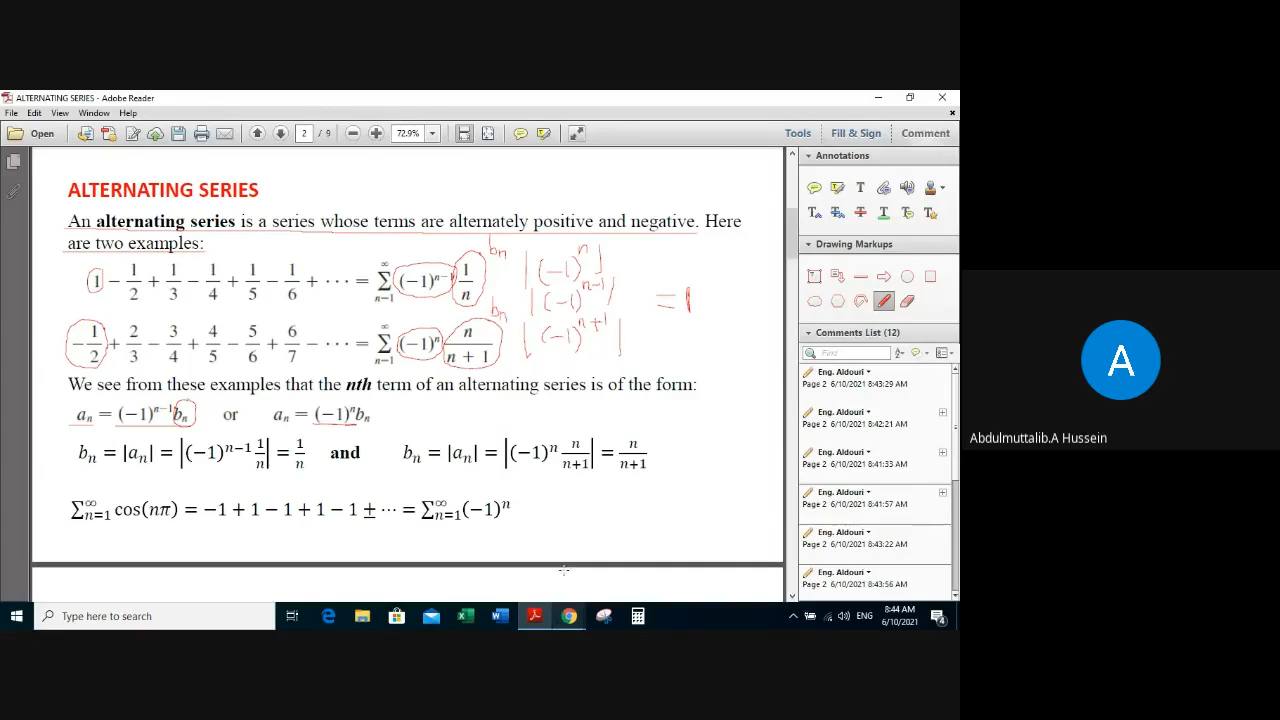 ALTERNATING SERIES - Adobe Reader
File Edit View Window Help
Open 2 / 9 72.9% Tools Fill & Sign Comment
ALTERNATING SERIES
An alternating series is a series whose terms are alternately positive and negative. Here
are two examples:
1 − 1/2 + 1/3 − 1/4 + 1/5 − 1/6 + ··· = ∑_{n−1}^{∞} (−1)^{n−1} 1/n
bn
|(−1)^n|
|(−1)^{n−1}|
= 1
−1/2 + 2/3 − 3/4 + 4/5 − 5/6 + 6/7 − ··· = ∑_{n−1}^{∞} (−1)^n n/(n + 1)
bn
|(−1)^{n+1}|
We see from these examples that the nth term of an alternating series is of the form:
a_n = (−1)^{n−1}b_n or a_n = (−1)^n b_n
b_n = |a_n| = |(−1)^{n−1} 1/n| = 1/n and b_n = |a_n| = |(−1)^n n/(n+1)| = n/(n+1)
∑_{n=1}^{∞} cos(nπ) = −1 + 1 − 1 + 1 − 1 ± ··· = ∑_{n=1}^{∞} (−1)^n
Annotations
Drawing Markups
Comments List (12)
Find
Eng. Aldouri
Page 2 6/10/2021 8:43:29 AM
Eng. Aldouri
Page 2 6/10/2021 8:42:21 AM
Eng. Aldouri
Page 2 6/10/2021 8:41:33 AM
Eng. Aldouri
Page 2 6/10/2021 8:41:57 AM
Eng. Aldouri
Page 2 6/10/2021 8:43:22 AM
Eng. Aldouri
Page 2 6/10/2021 8:43:56 AM
Type here to search
ENG
8:44 AM
6/10/2021
4
A
Abdulmuttalib.A Hussein